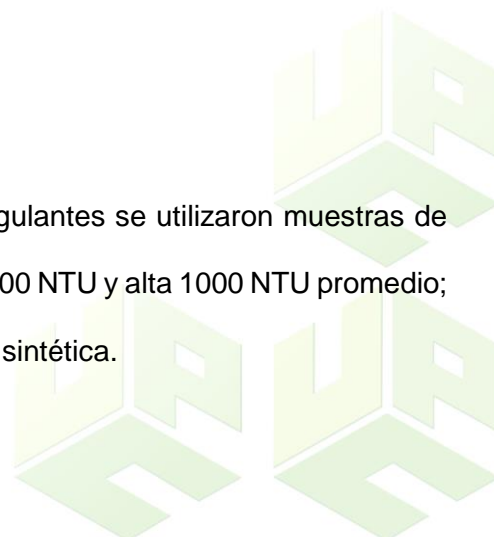 gulantes se utilizaron muestras de
00 NTU y alta 1000 NTU promedio;
sintética.